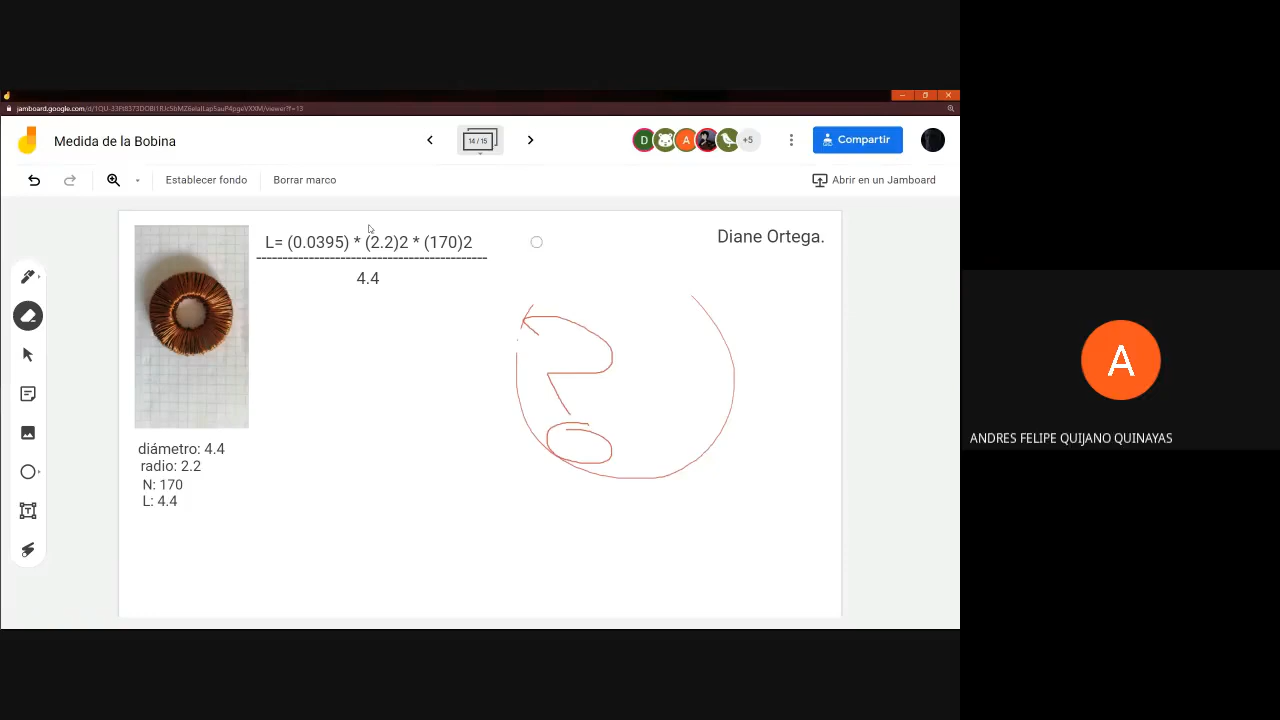 Medida de la Bobina
14 / 15
D
A
+5
Compartir
Establecer fondo
Borrar marco
Abrir en un Jamboard
L= (0.0395) * (2.2)2 * (170)2
-------------------------------------------
4.4
Diane Ortega.
diámetro: 4.4
radio: 2.2
N: 170
L: 4.4
A
ANDRES FELIPE QUIJANO QUINAYAS